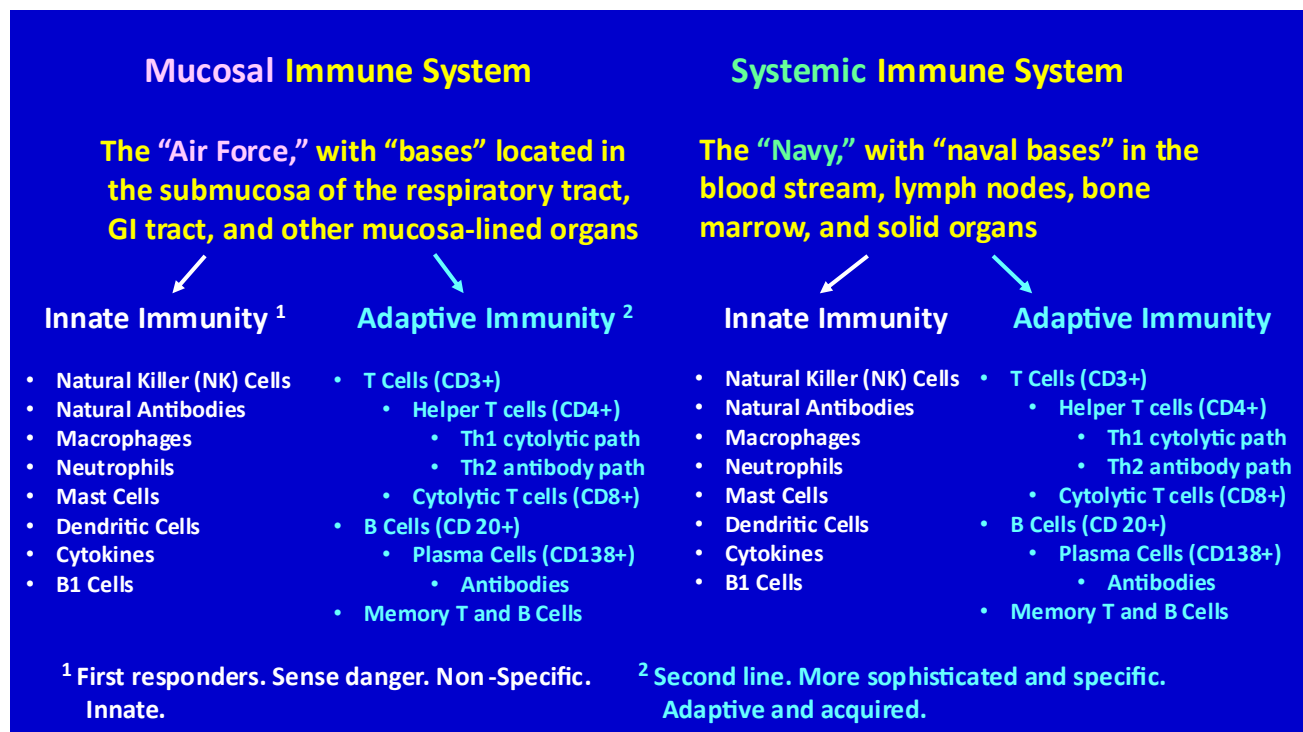 Mucosal Immune System
The “Air Force,” with “bases” located in
the submucosa of the respiratory tract,
GI tract, and other mucosa-lined organs
Innate Immunity 1
• Natural Killer (NK) Cells
• Natural Antibodies
• Macrophages
• Neutrophils
• Mast Cells
• Dendritic Cells
• Cytokines
• B1 Cells
Adaptive Immunity 2
• T Cells (CD3+)
• Helper T cells (CD4+)
• Th1 cytolytic path
• Th2 antibody path
• Cytolytic T cells (CD8+)
• B Cells (CD 20+)
• Plasma Cells (CD138+)
• Antibodies
• Memory T and B Cells
Systemic Immune System
The “Navy,” with “naval bases” in the
blood stream, lymph nodes, bone
marrow, and solid organs
Innate Immunity
• Natural Killer (NK) Cells
• Natural Antibodies
• Macrophages
• Neutrophils
• Mast Cells
• Dendritic Cells
• Cytokines
• B1 Cells
Adaptive Immunity
• T Cells (CD3+)
• Helper T cells (CD4+)
• Th1 cytolytic path
• Th2 antibody path
• Cytolytic T cells (CD8+)
• B Cells (CD 20+)
• Plasma Cells (CD138+)
• Antibodies
• Memory T and B Cells
1 First responders. Sense danger. Non -Specific.
Innate.
2 Second line. More sophisticated and specific.
Adaptive and acquired.